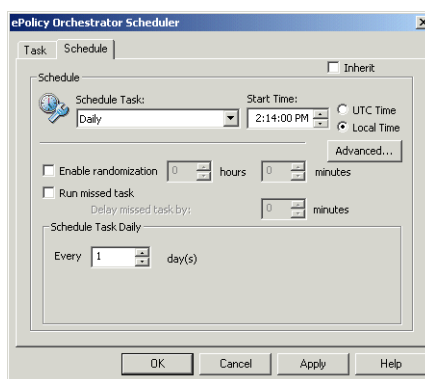 ePolicy Orchestrator Scheduler
Task Schedule
Inherit
Schedule
Schedule Task: Start Time:
Daily 2:14:00 PM UTC Time
Local Time
Advanced...
Enable randomization 0 hours 0 minutes
Run missed task
Delay missed task by: 0 minutes
Schedule Task Daily
Every 1 day(s)
OK Cancel Apply Help